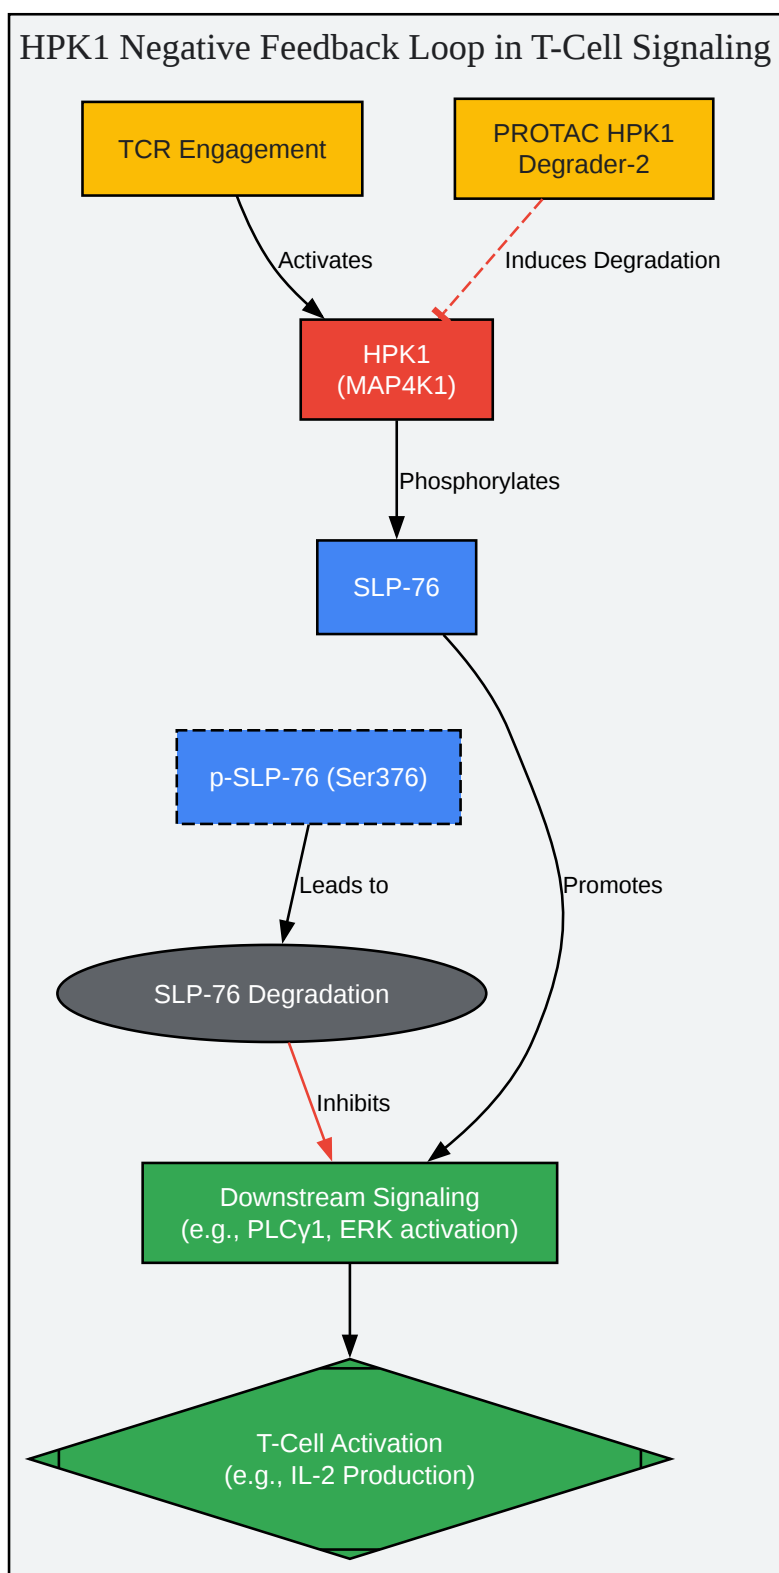 HPK1 Negative Feedback Loop in T-Cell Signaling
TCR Engagement
PROTAC HPK1
Degrader-2
Activates
Induces Degradation
HPK1
(MAP4K1)
Phosphorylates
SLP-76
p-SLP-76 (Ser376)
Leads to
Promotes
SLP-76 Degradation
Inhibits
Downstream Signaling
(e.g., PLCγ1, ERK activation)
T-Cell Activation
(e.g., IL-2 Production)